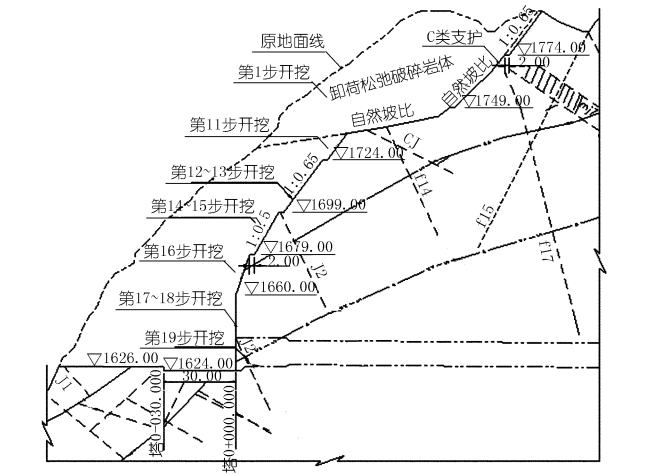 1:0.65
C类支护
原地面线
▽1774.00
2.00
第1步开挖
卸荷松弛破碎岩体
自然坡比
▽1749.00
自然坡比
第11步开挖
CJ
▽1724.00
1:0.65
第12~13步开挖
f14
▽1699.00
第14~15步开挖
f15
1:0.5
▽1679.00
f17
第16步开挖
2.00
J2
▽1660.00
第17~18步开挖
第19步开挖
J2
▽1626.00
▽1624.00
30.00
J1
塔0-030.000
塔0+000.000